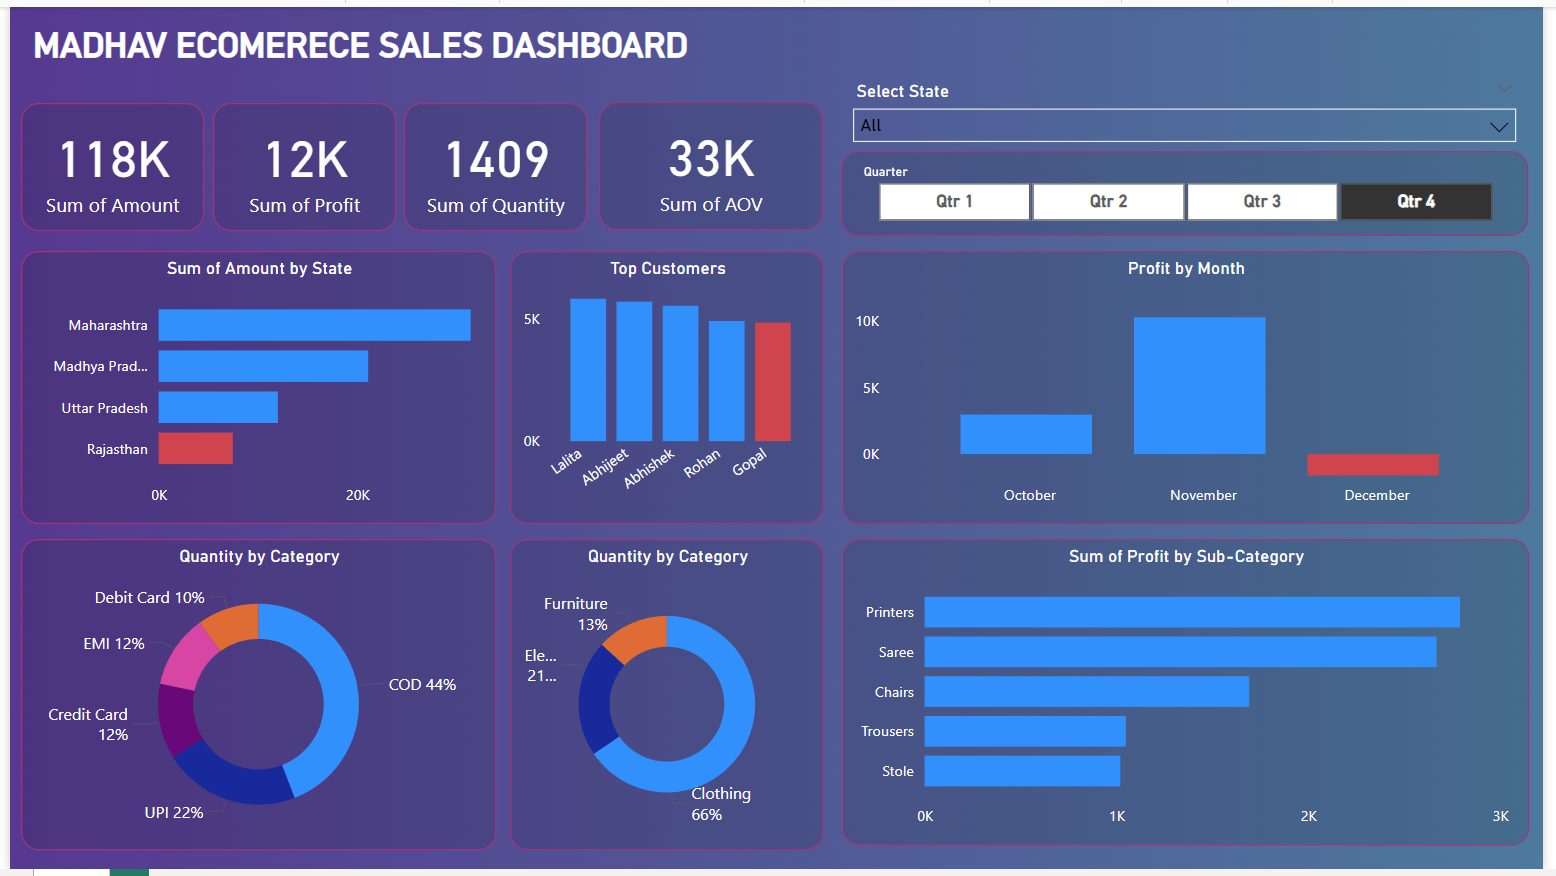 MADHAV ECOMERECE SALES DASHBOARD
118K
Sum of Amount
12K
Sum of Profit
1409
Sum of Quantity
33K
Sum of AOV
Select State
All
Quarter
Qtr 1
Qtr 2
Qtr 3
Qtr 4
Sum of Amount by State
Maharashtra
Madhya Prad...
Uttar Pradesh
Rajasthan
0K
20K
Top Customers
5K
0K
Lalita
Abhijeet
Abhishek
Rohan
Gopal
Profit by Month
10K
5K
0K
October
November
December
Quantity by Category
Debit Card 10%
EMI 12%
COD 44%
Credit Card
12%
UPI 22%
Quantity by Category
Furniture
13%
Ele...
21...
Clothing
66%
Sum of Profit by Sub-Category
Printers
Saree
Chairs
Trousers
Stole
0K
1K
2K
3K